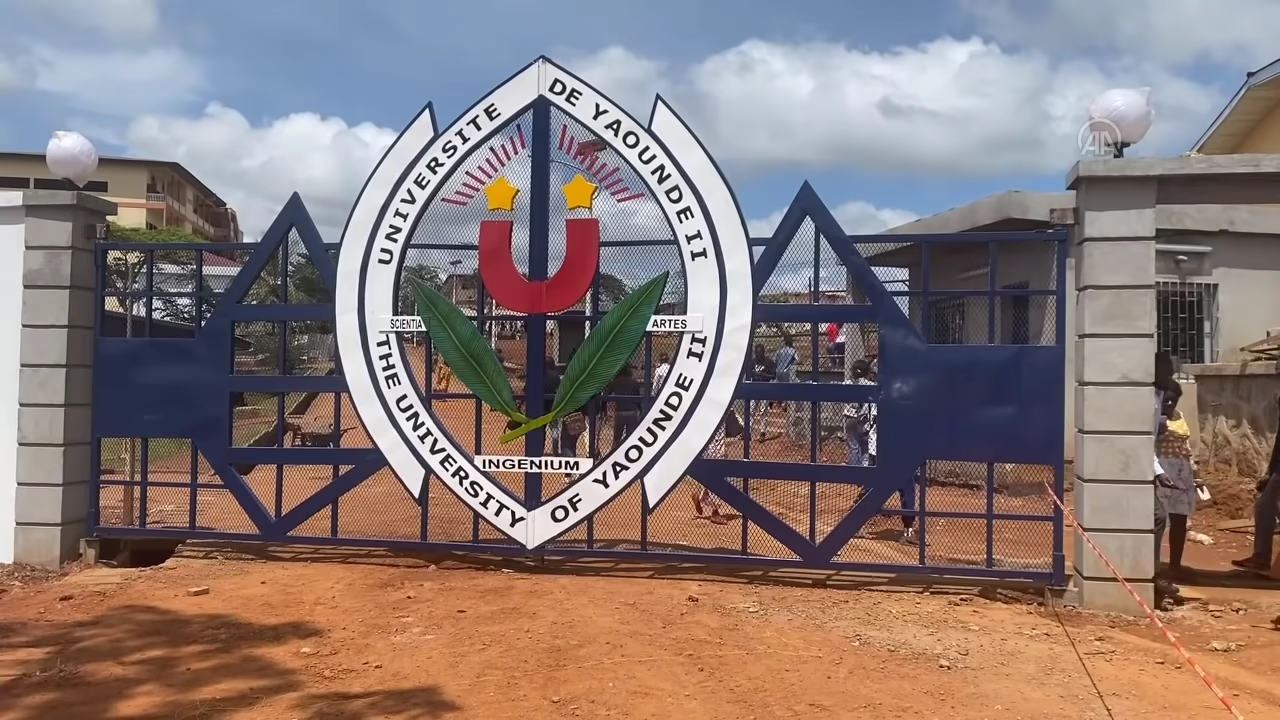 UNIVERSITE DE YAOUNDE II
SCIENTIA
ARTES
INGENIUM
THE UNIVERSITY OF YAOUNDE II
AA